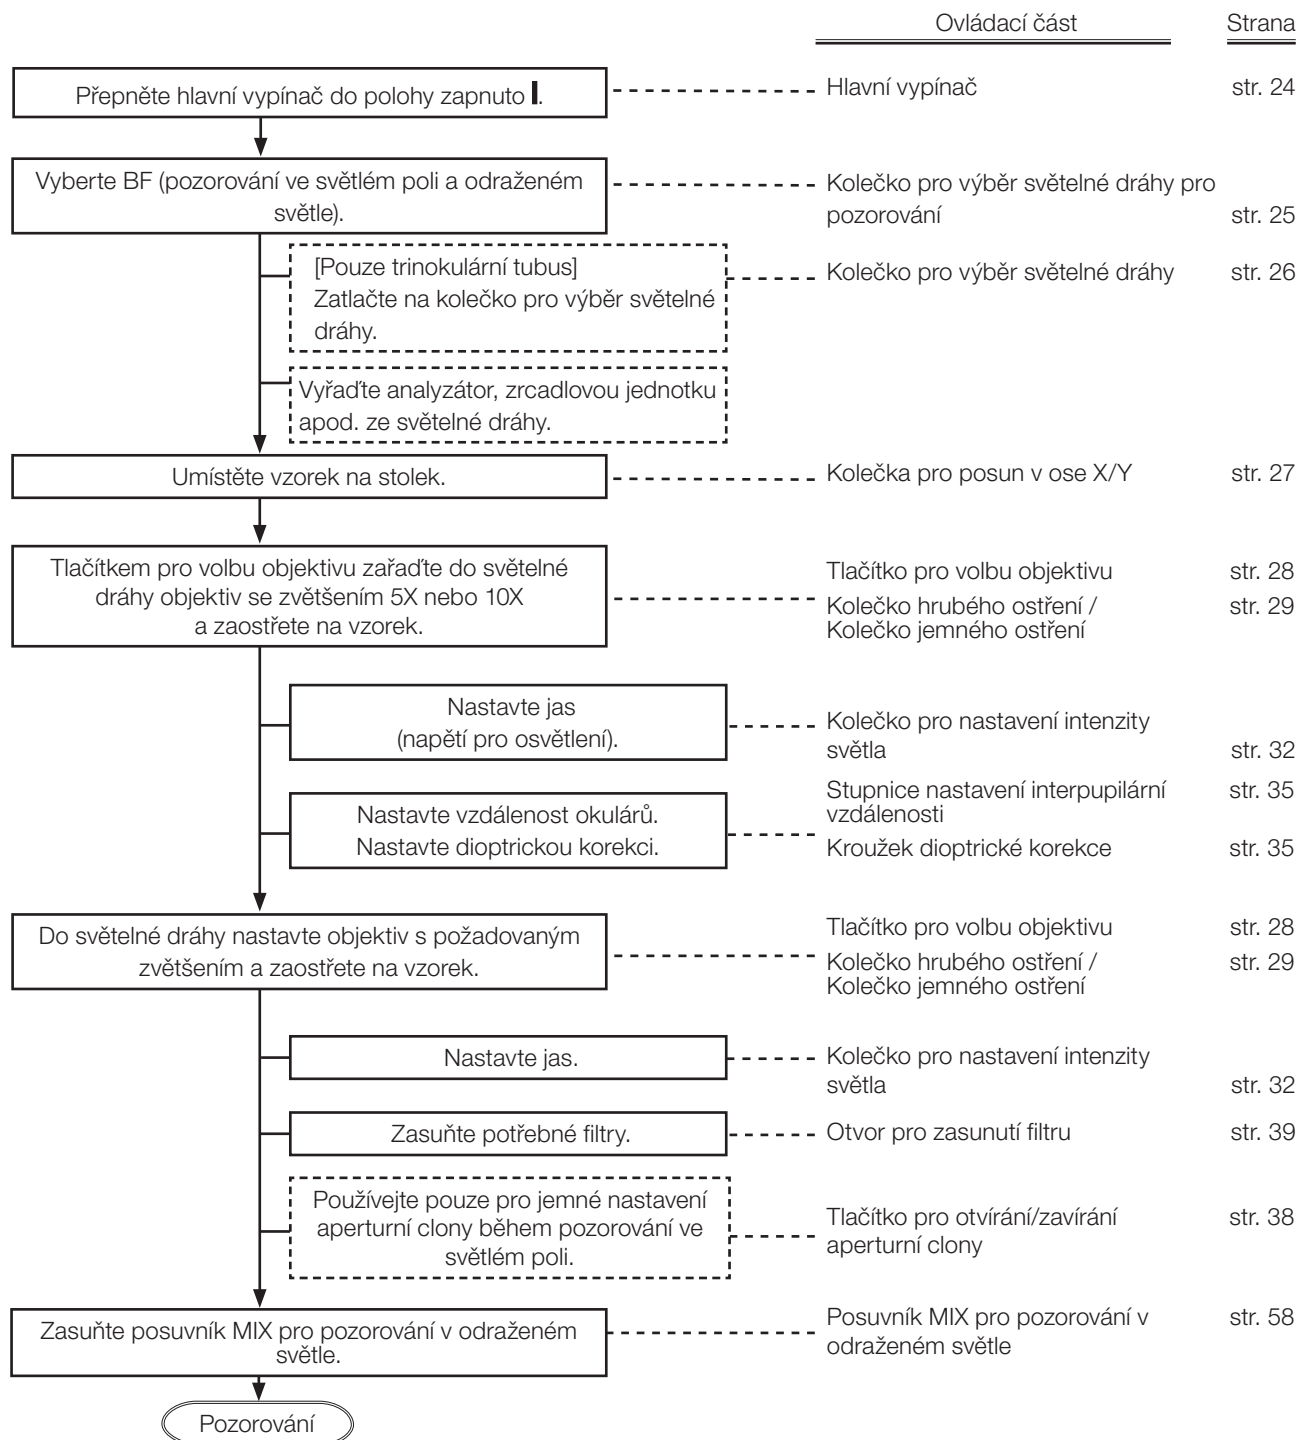 Ovládací část Strana
Přepněte hlavní vypínač do polohy zapnuto I.
Hlavní vypínač str. 24
Vyberte BF (pozorování ve světlém poli a odraženém
světle).
Kolečko pro výběr světelné dráhy pro
pozorování str. 25
[Pouze trinokulární tubus]
Zatlačte na kolečko pro výběr světelné
dráhy.
Kolečko pro výběr světelné dráhy str. 26
Vyřaďte analyzátor, zrcadlovou jednotku
apod. ze světelné dráhy.
Umístěte vzorek na stolek.
Kolečka pro posun v ose X/Y str. 27
Tlačítkem pro volbu objektivu zařaďte do světelné
dráhy objektiv se zvětšením 5X nebo 10X
a zaostřete na vzorek.
Tlačítko pro volbu objektivu str. 28
Kolečko hrubého ostření / str. 29
Kolečko jemného ostření
Nastavte jas
(napětí pro osvětlení).
Kolečko pro nastavení intenzity
světla str. 32
Nastavte vzdálenost okulárů.
Nastavte dioptrickou korekci.
Stupnice nastavení interpupilární str. 35
vzdálenosti
Kroužek dioptrické korekce str. 35
Do světelné dráhy nastavte objektiv s požadovaným
zvětšením a zaostřete na vzorek.
Tlačítko pro volbu objektivu str. 28
Kolečko hrubého ostření / str. 29
Kolečko jemného ostření
Nastavte jas.
Kolečko pro nastavení intenzity
světla str. 32
Zasuňte potřebné filtry.
Otvor pro zasunutí filtru str. 39
Používejte pouze pro jemné nastavení
aperturní clony během pozorování ve
světlém poli.
Tlačítko pro otvírání/zavírání str. 38
aperturní clony
Zasuňte posuvník MIX pro pozorování v odraženém
světle.
Posuvník MIX pro pozorování v str. 58
odraženém světle
Pozorování